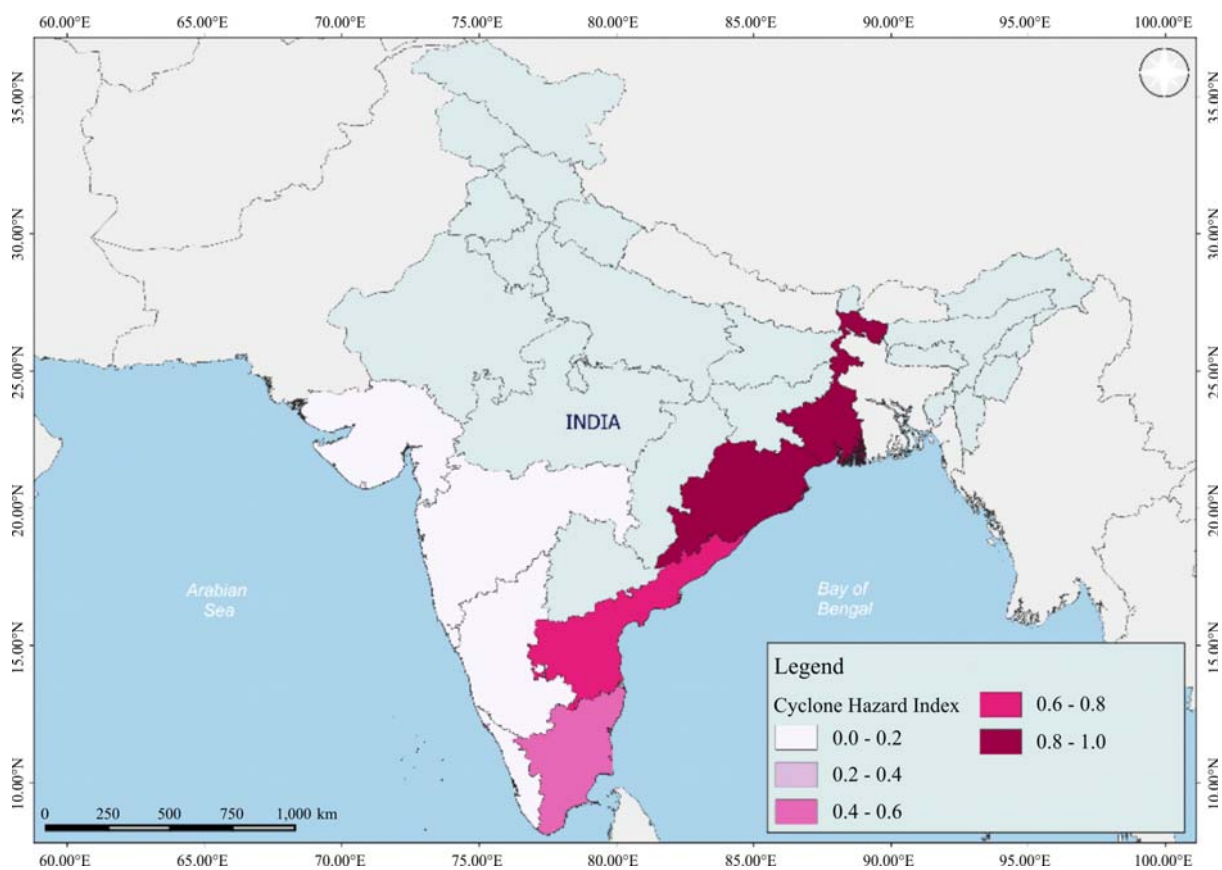 60.00°E 65.00°E 70.00°E 75.00°E 80.00°E 85.00°E 90.00°E 95.00°E 100.00°E
35.00°N 35.00°N
30.00°N 30.00°N
25.00°N 25.00°N
INDIA
20.00°N 20.00°N
Arabian
Sea
Bay of
Bengal
15.00°N 15.00°N
Legend
Cyclone Hazard Index
0.0 - 0.2
0.2 - 0.4
0.4 - 0.6
0.6 - 0.8
0.8 - 1.0
10.00°N 10.00°N
0 250 500 750 1,000 km
60.00°E 65.00°E 70.00°E 75.00°E 80.00°E 85.00°E 90.00°E 95.00°E 100.00°E